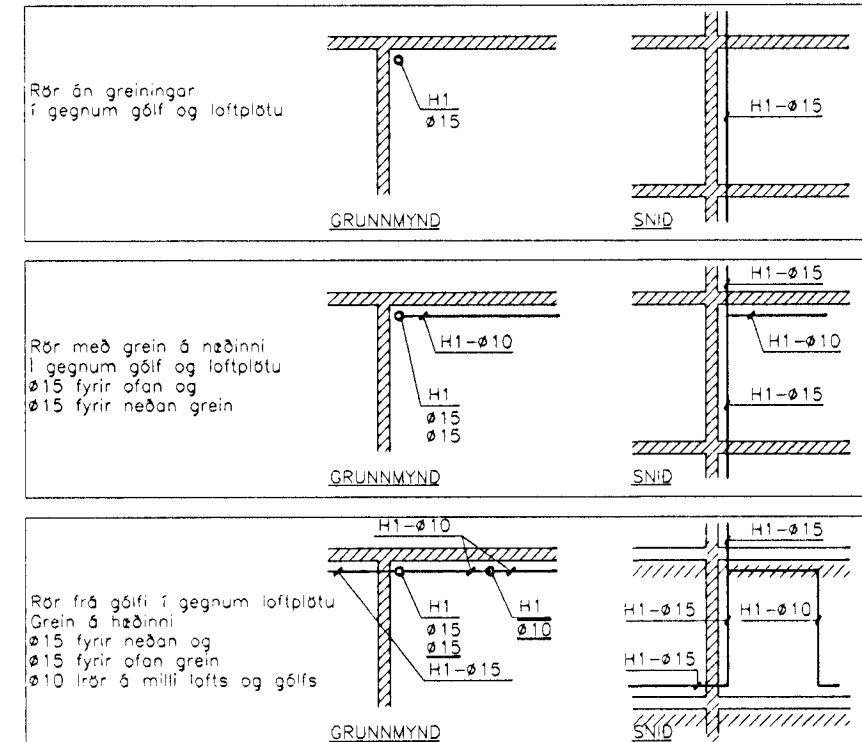 Rör án greiningar
í gegnum gólf og loftplötu
H1
ø15
GRUNNMYND
H1-ø15
SNIÐ
Rör með grein á næðinni
í gegnum gólf og loftplötu
ø15 fyrir ofan og
ø15 fyrir neðan grein
H1-ø10
H1
ø15
ø15
GRUNNMYND
H1-ø15
H1-ø10
H1-ø15
SNIÐ
Rör frá gólfi í gegnum loftplötu
Grein á hæðinni
ø15 fyrir neðan og
ø15 fyrir ofan grein
ø10 lrör á milli lofts og gólfs
H1-ø10
H1
ø15
ø15
H1-ø15
H1
ø10
GRUNNMYND
H1-ø15
H1-ø15
H1-ø10
H1-ø15
SNIÐ